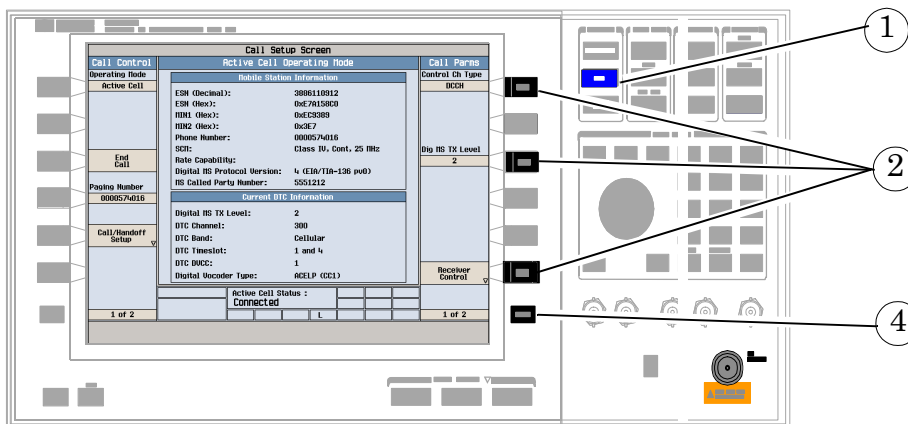 Call Setup Screen
Call Control
Active Cell Operating Mode
Call Parms
Operating Mode
Active Cell
End
Call
Paging Number
0000574016
Call/Handoff
Setup
1 of 2
Mobile Station Information
ESN (Decimal): 3886110912
ESN (Hex): 0xE7A158C0
MIN1 (Hex): 0xEC9389
MIN2 (Hex): 0x3E7
Phone Number: 0000574016
SCM: Class IV, Cont, 25 MHz
Rate Capability:
Digital MS Protocol Version: 4 (EIA/TIA-136 pv0)
MS Called Party Number: 5551212
Current DTC Information
Digital MS TX Level: 2
DTC Channel: 300
DTC Band: Cellular
DTC Timeslot: 1 and 4
DTC DVCC: 1
Digital Vocoder Type: ACELP (CC1)
Active Cell Status :
Connected
L
Control Ch Type
DCCH
Dig MS TX Level
2
Receiver
Control
1 of 2
1
2
4